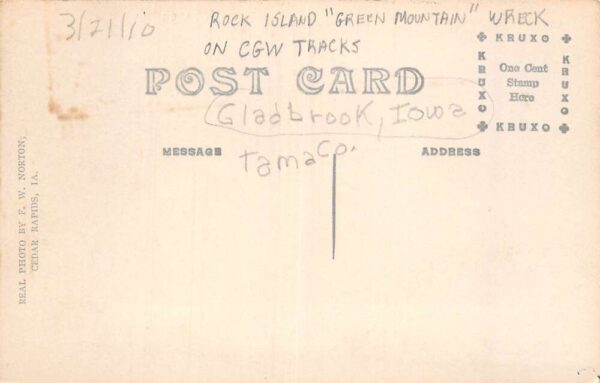 3/21/10
ROCK ISLAND "GREEN MOUNTAIN" WRECK
ON CGW TRACKS
POST CARD
Gladbrook, Iowa
Tama Co.
MESSAGE
ADDRESS
KRUXO
KRUXO
One Cent
Stamp
Here
KRUXO
KRUXO
REAL PHOTO BY F. W. NORTON,
CEDAR RAPIDS, IA.